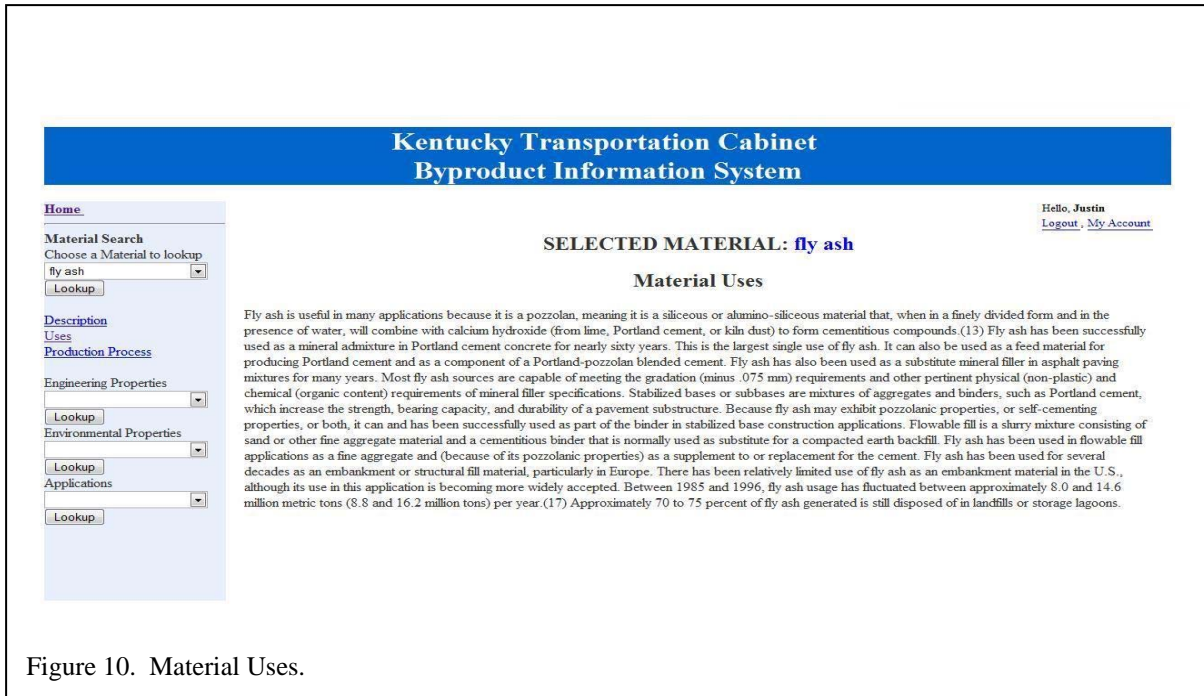 Kentucky Transportation Cabinet
Byproduct Information System
Home
Hello, Justin
Logout , My Account
Material Search
Choose a Material to lookup
fly ash
Lookup
Description
Uses
Production Process
Engineering Properties
Lookup
Environmental Properties
Lookup
Applications
Lookup
SELECTED MATERIAL: fly ash
Material Uses
Fly ash is useful in many applications because it is a pozzolan, meaning it is a siliceous or alumino-siliceous material that, when in a finely divided form and in the
presence of water, will combine with calcium hydroxide (from lime, Portland cement, or kiln dust) to form cementitious compounds.(13) Fly ash has been successfully
used as a mineral admixture in Portland cement concrete for nearly sixty years. This is the largest single use of fly ash. It can also be used as a feed material for
producing Portland cement and as a component of a Portland-pozzolan blended cement. Fly ash has also been used as a substitute mineral filler in asphalt paving
mixtures for many years. Most fly ash sources are capable of meeting the gradation (minus .075 mm) requirements and other pertinent physical (non-plastic) and
chemical (organic content) requirements of mineral filler specifications. Stabilized bases or subbases are mixtures of aggregates and binders, such as Portland cement,
which increase the strength, bearing capacity, and durability of a pavement substructure. Because fly ash may exhibit pozzolanic properties, or self-cementing
properties, or both, it can and has been successfully used as part of the binder in stabilized base construction applications. Flowable fill is a slurry mixture consisting of
sand or other fine aggregate material and a cementitious binder that is normally used as substitute for a compacted earth backfill. Fly ash has been used in flowable fill
applications as a fine aggregate and (because of its pozzolanic properties) as a supplement to or replacement for the cement. Fly ash has been used for several
decades as an embankment or structural fill material, particularly in Europe. There has been relatively limited use of fly ash as an embankment material in the U.S.,
although its use in this application is becoming more widely accepted. Between 1985 and 1996, fly ash usage has fluctuated between approximately 8.0 and 14.6
million metric tons (8.8 and 16.2 million tons) per year.(17) Approximately 70 to 75 percent of fly ash generated is still disposed of in landfills or storage lagoons.
Figure 10. Material Uses.